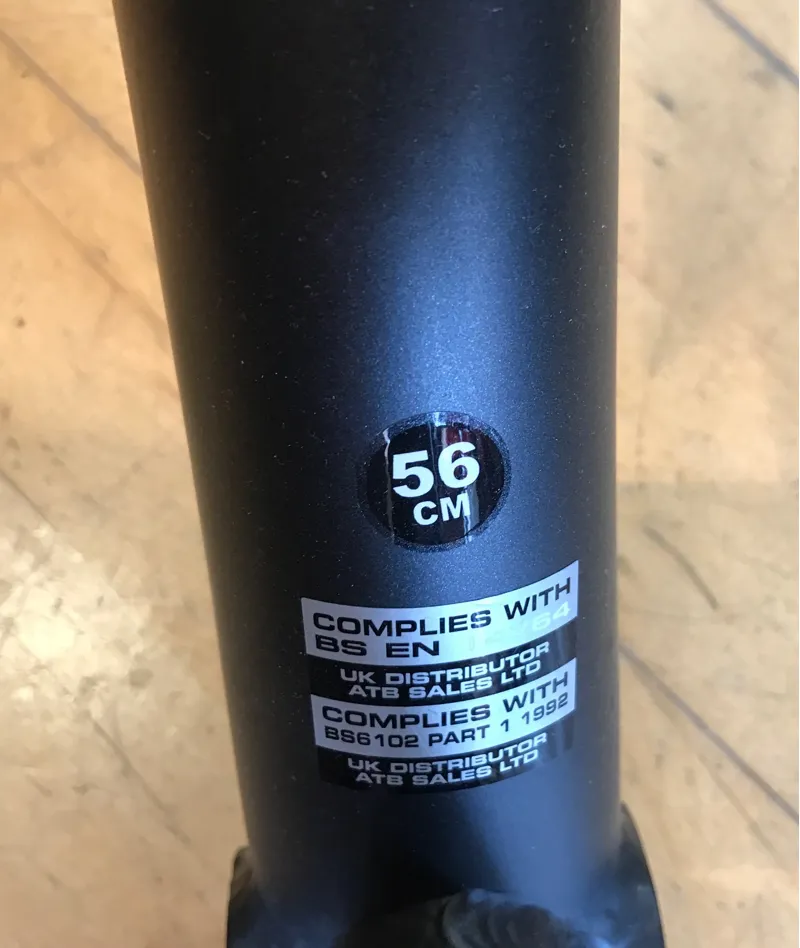 56
CM
COMPLIES WITH
BS EN
UK DISTRIBUTOR
ATB SALES LTD
COMPLIES WITH
BS6102 PART 1 1992
UK DISTRIBUTOR
ATB SALES LTD